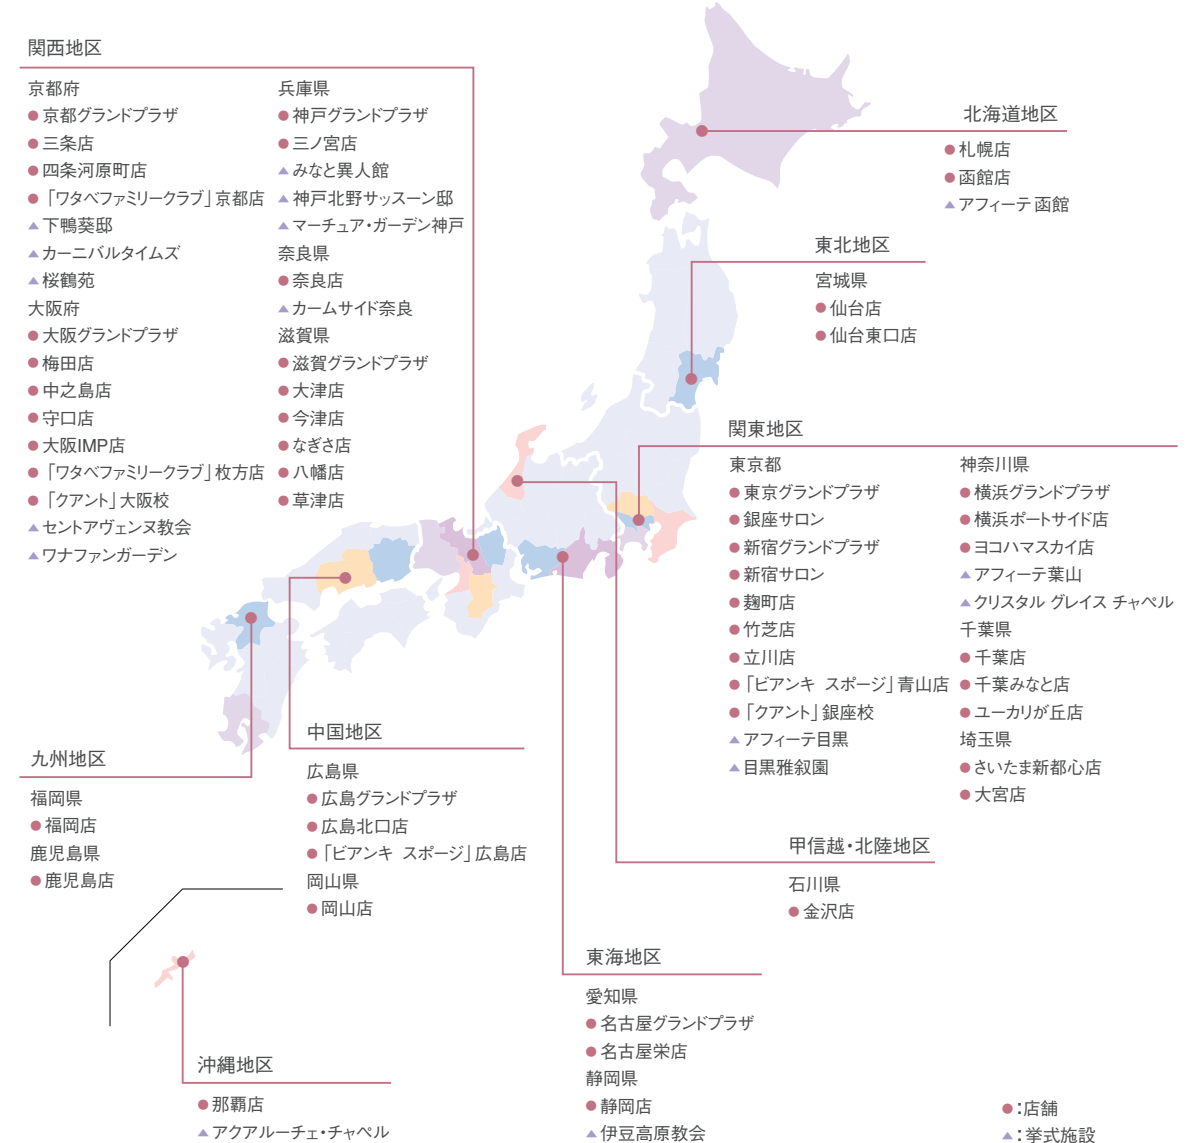 関西地区
京都府
●京都グランドプラザ
●三条店
●四条河原町店
●「ワタベファミリークラブ」京都店
▲下鴨葵邸
▲カーニバルタイムズ
▲桜鶴苑
大阪府
●大阪グランドプラザ
●梅田店
●中之島店
●守口店
●大阪IMP店
●「ワタベファミリークラブ」枚方店
●「クアント」大阪校
▲セントアヴェンヌ教会
▲ワナファンガーデン
兵庫県
●神戸グランドプラザ
●三ノ宮店
▲みなと異人館
▲神戸北野サッスーン邸
▲マーチュア・ガーデン神戸
奈良県
●奈良店
▲カームサイド奈良
滋賀県
●滋賀グランドプラザ
●大津店
●今津店
●なぎさ店
●八幡店
●草津店
北海道地区
●札幌店
●函館店
▲アフィーテ函館
東北地区
宮城県
●仙台店
●仙台東口店
関東地区
東京都
●東京グランドプラザ
●銀座サロン
●新宿グランドプラザ
●新宿サロン
●麹町店
●竹芝店
●立川店
●「ビアンキ スポージ」青山店
●「クアント」銀座校
▲アフィーテ目黒
▲目黒雅叙園
神奈川県
●横浜グランドプラザ
●横浜ポートサイド店
●ヨコハマスカイ店
▲アフィーテ葉山
▲クリスタル グレイス チャペル
千葉県
●千葉店
●千葉みなと店
●ユーカリが丘店
埼玉県
●さいたま新都心店
●大宮店
九州地区
福岡県
●福岡店
鹿児島県
●鹿児島店
中国地区
広島県
●広島グランドプラザ
●広島北口店
●「ビアンキ スポージ」広島店
岡山県
●岡山店
甲信越・北陸地区
石川県
●金沢店
東海地区
愛知県
●名古屋グランドプラザ
●名古屋栄店
静岡県
●静岡店
▲伊豆高原教会
沖縄地区
●那覇店
▲アクアルーチェ・チャペル
●：店舗
▲：挙式施設